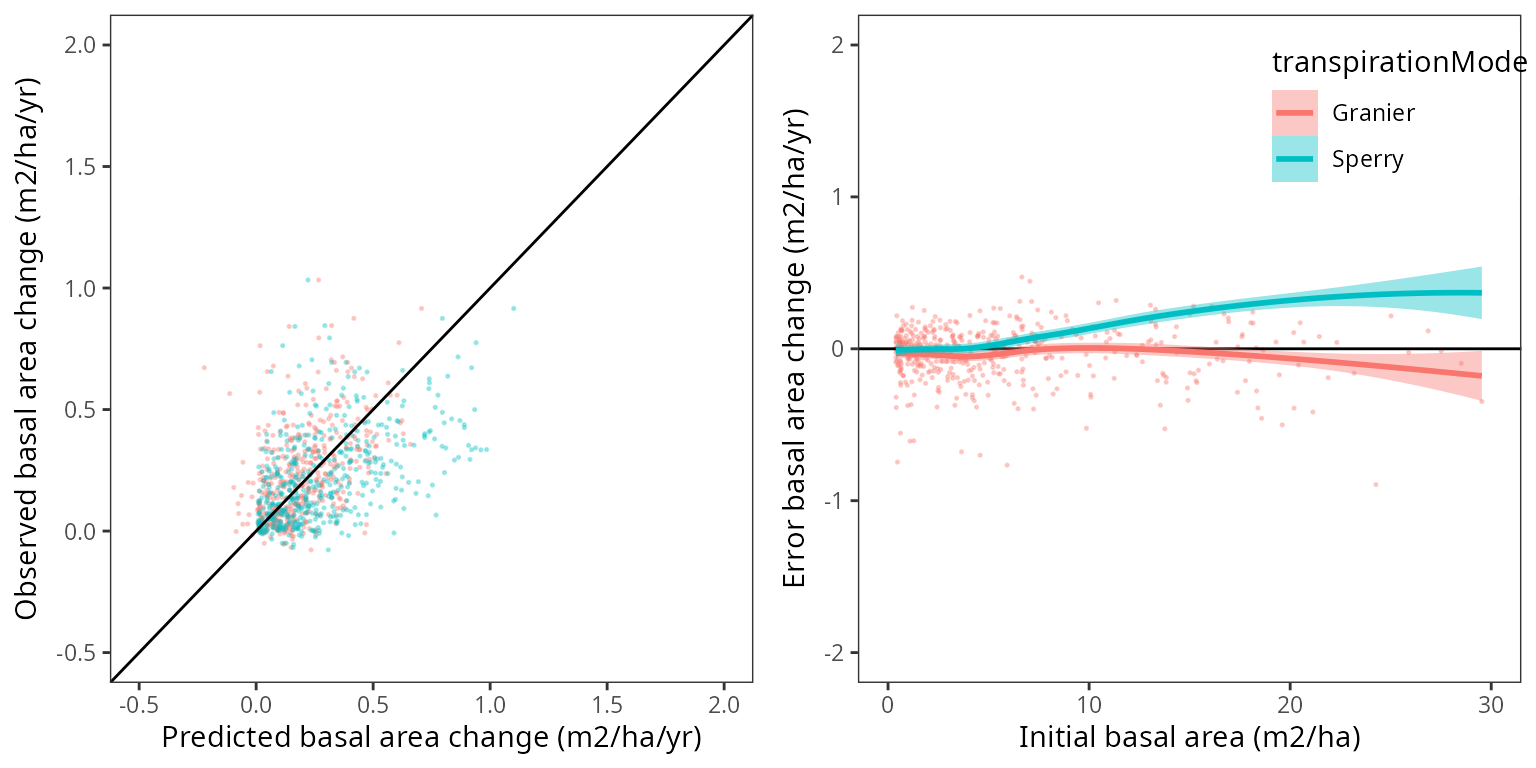 2.0
1.5
1.0
0.5
0.0
-0.5
Observed basal area change (m2/ha/yr)
-0.5 0.0 0.5 1.0 1.5 2.0
Predicted basal area change (m2/ha/yr)
2
1
0
-1
-2
Error basal area change (m2/ha/yr)
transpirationMode
Granier
Sperry
0 10 20 30
Initial basal area (m2/ha)